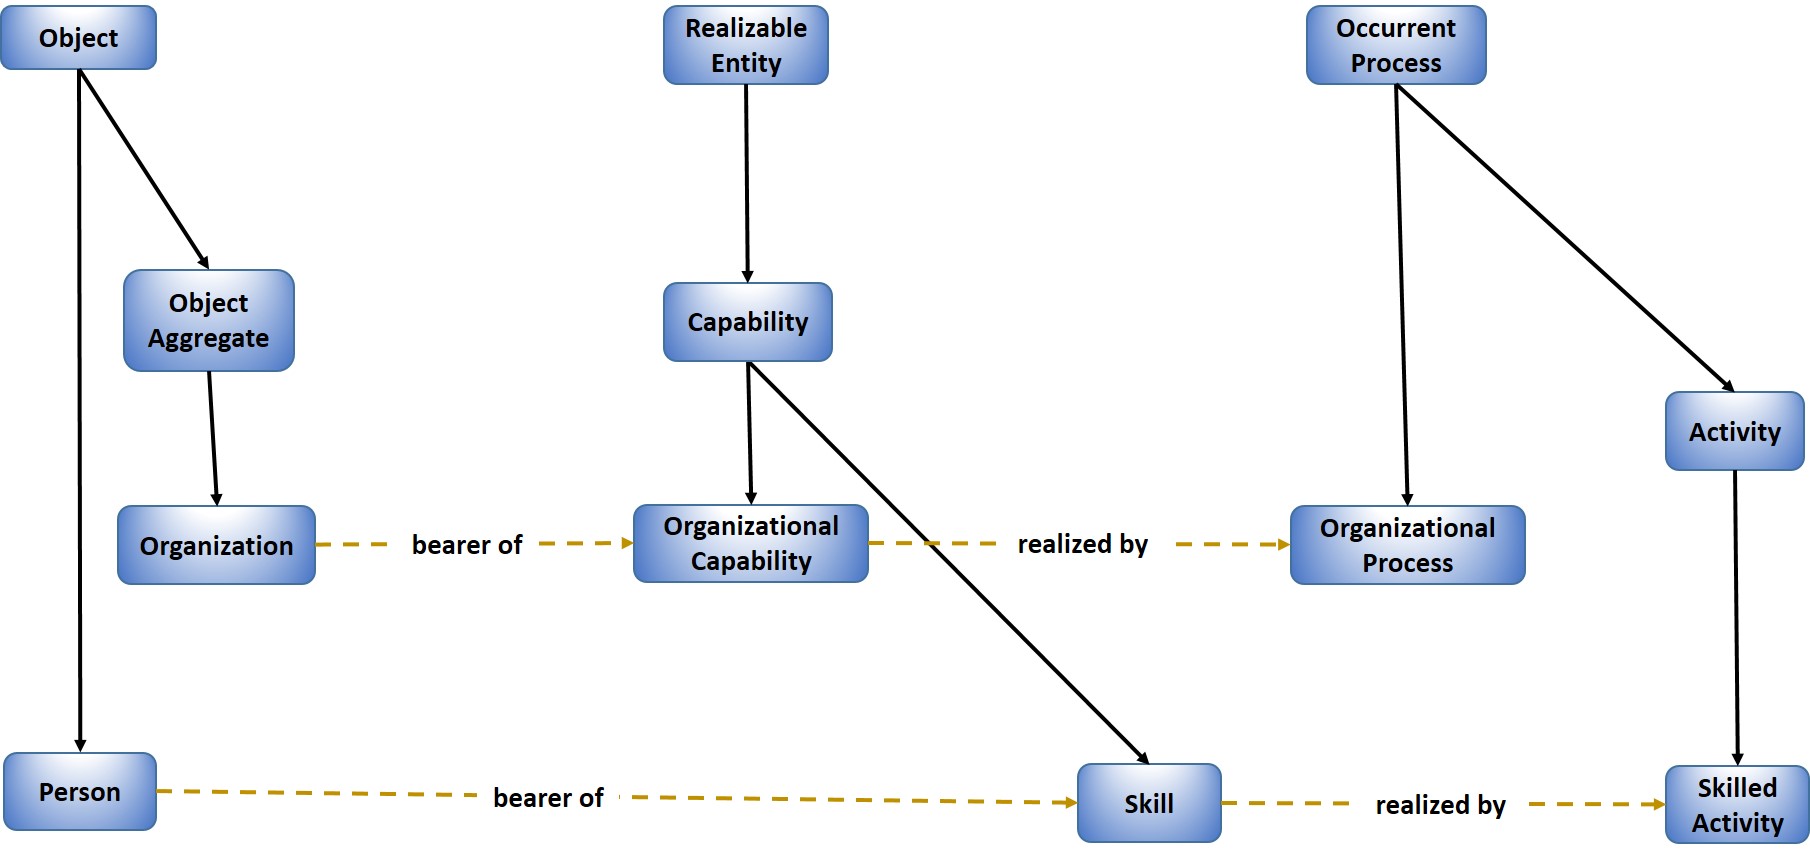 Object
Realizable
Entity
Occurrent
Process
Object
Aggregate
Capability
Activity
Organization
bearer of
Organizational
Capability
realized by
Organizational
Process
Person
bearer of
Skill
realized by
Skilled
Activity